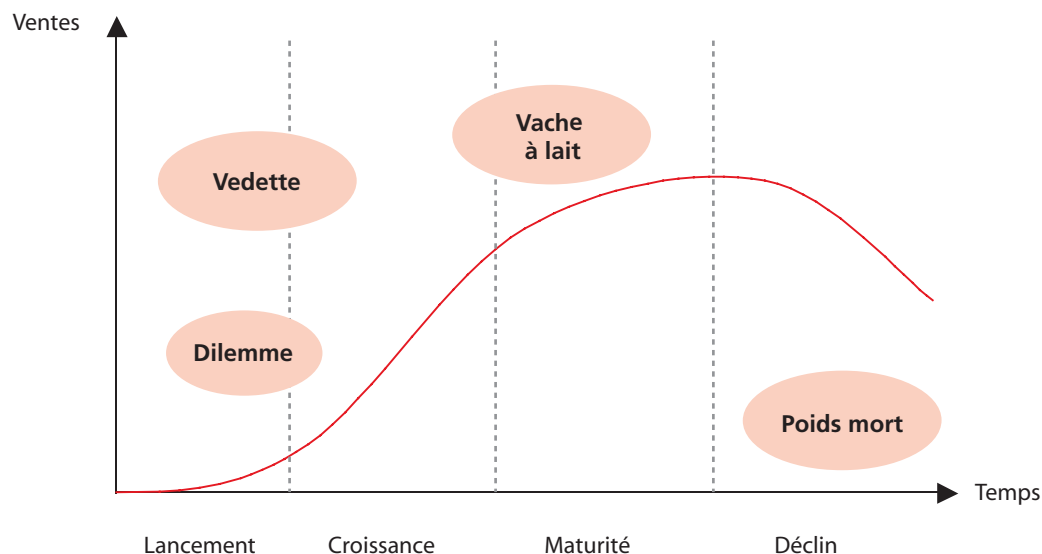 Ventes
Vache
à lait
Vedette
Dilemme
Poids mort
Temps
Lancement
Croissance
Maturité
Déclin